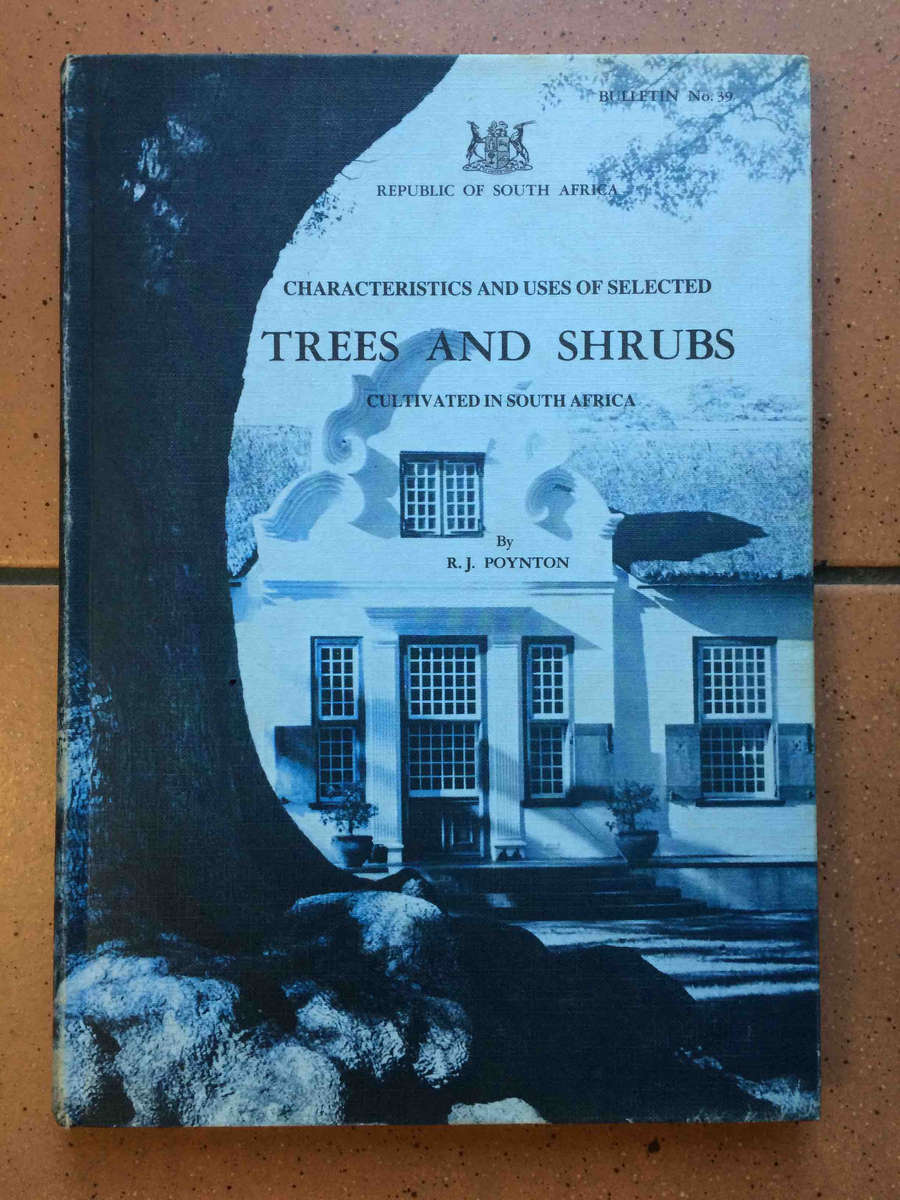 BULLETIN No. 39
REPUBLIC OF SOUTH AFRICA
CHARACTERISTICS AND USES OF SELECTED
TREES AND SHRUBS
CULTIVATED IN SOUTH AFRICA
By
R. J. POYNTON